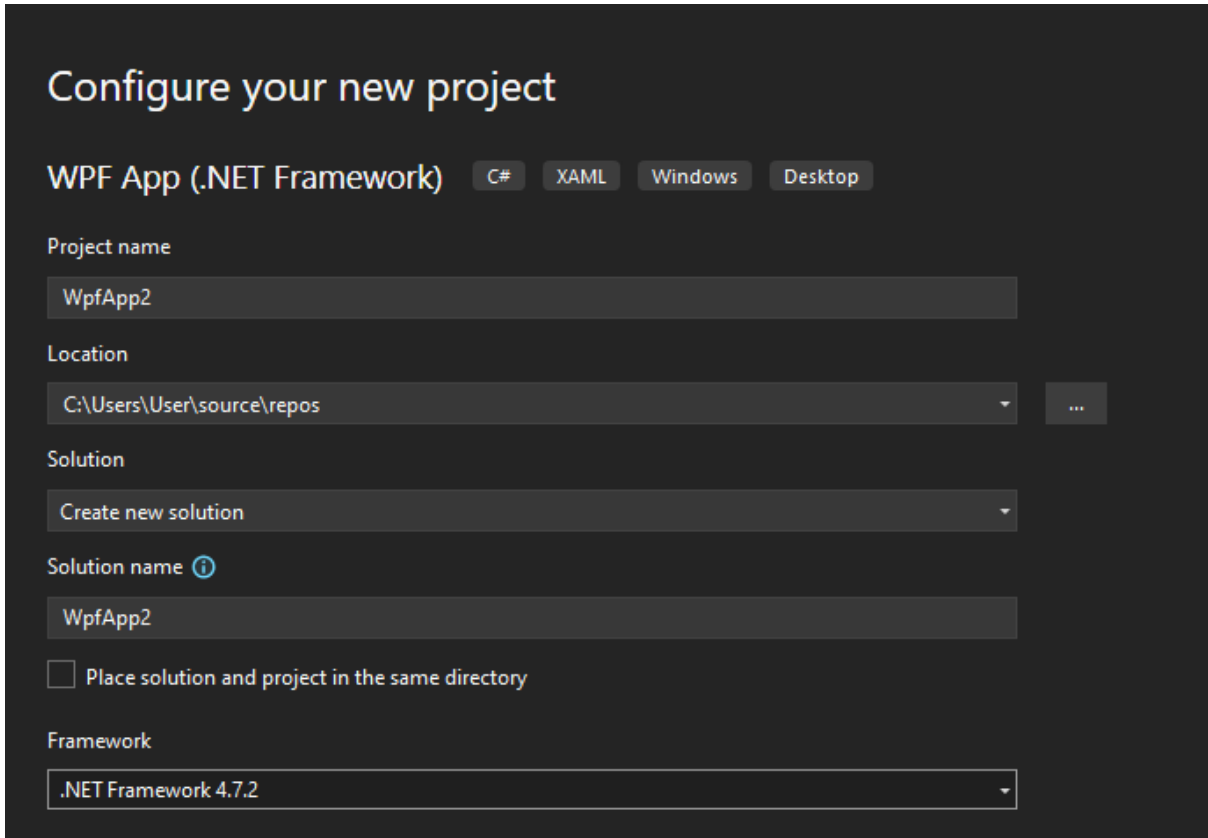 Configure your new project
WPF App (.NET Framework) C# XAML Windows Desktop
Project name
WpfApp2
Location
C:\Users\User\source\repos ...
Solution
Create new solution
Solution name
WpfApp2
Place solution and project in the same directory
Framework
.NET Framework 4.7.2